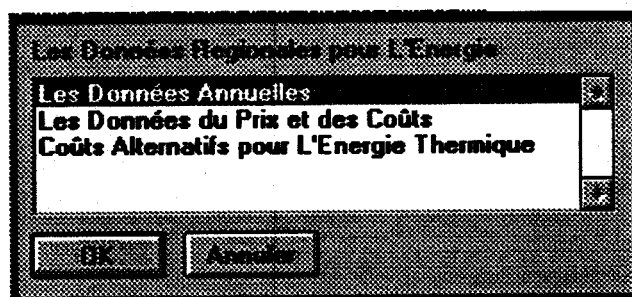 Les Données Regionales pour L'Energie
Les Données Annuelles
Les Données du Prix et des Coûts
Coûts Alternatifs pour L'Energie Thermique
OK
Annuler